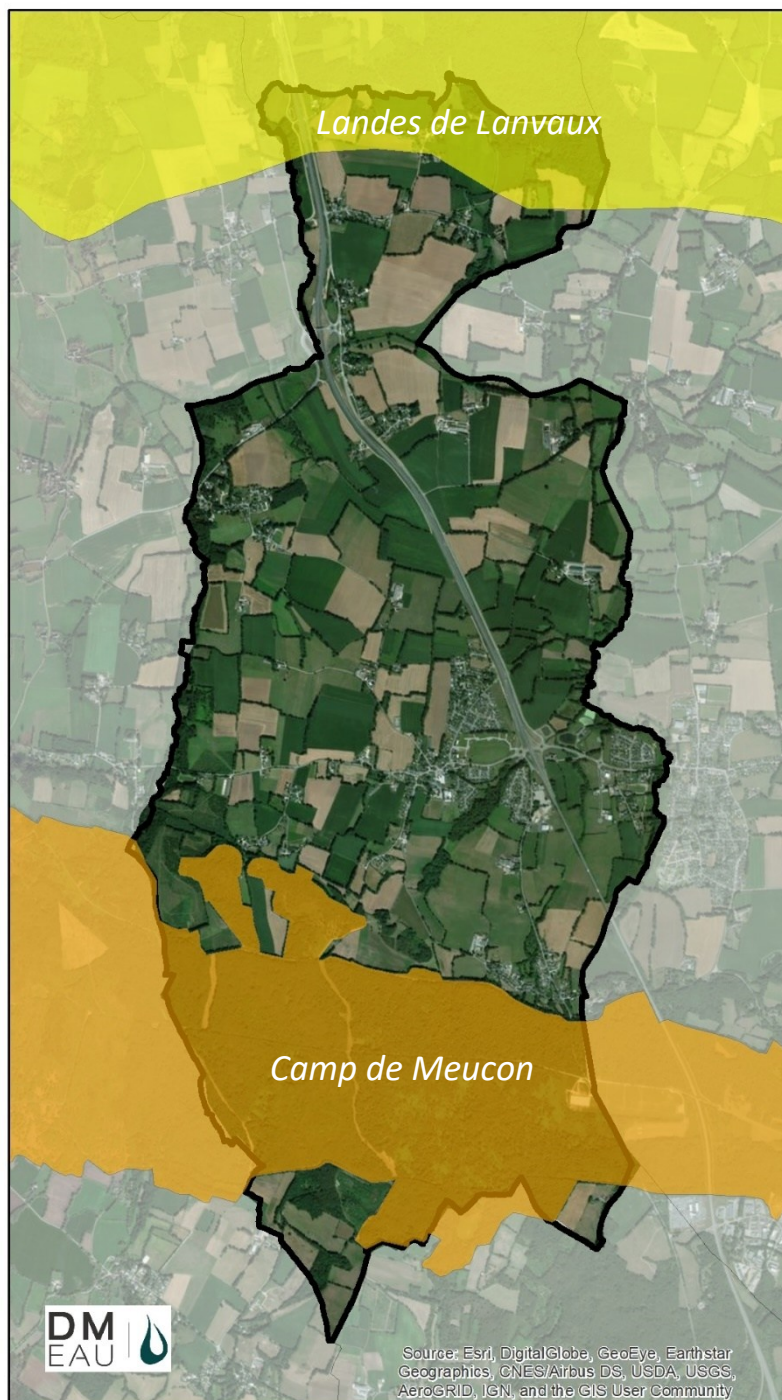 Landes de Lanvaux
Camp de Meucon
DM
EAU
Source: Esri, DigitalGlobe, GeoEye, Earthstar
Geographics, CNES/Airbus DS, USDA, USGS,
AeroGRID, IGN, and the GIS User Community